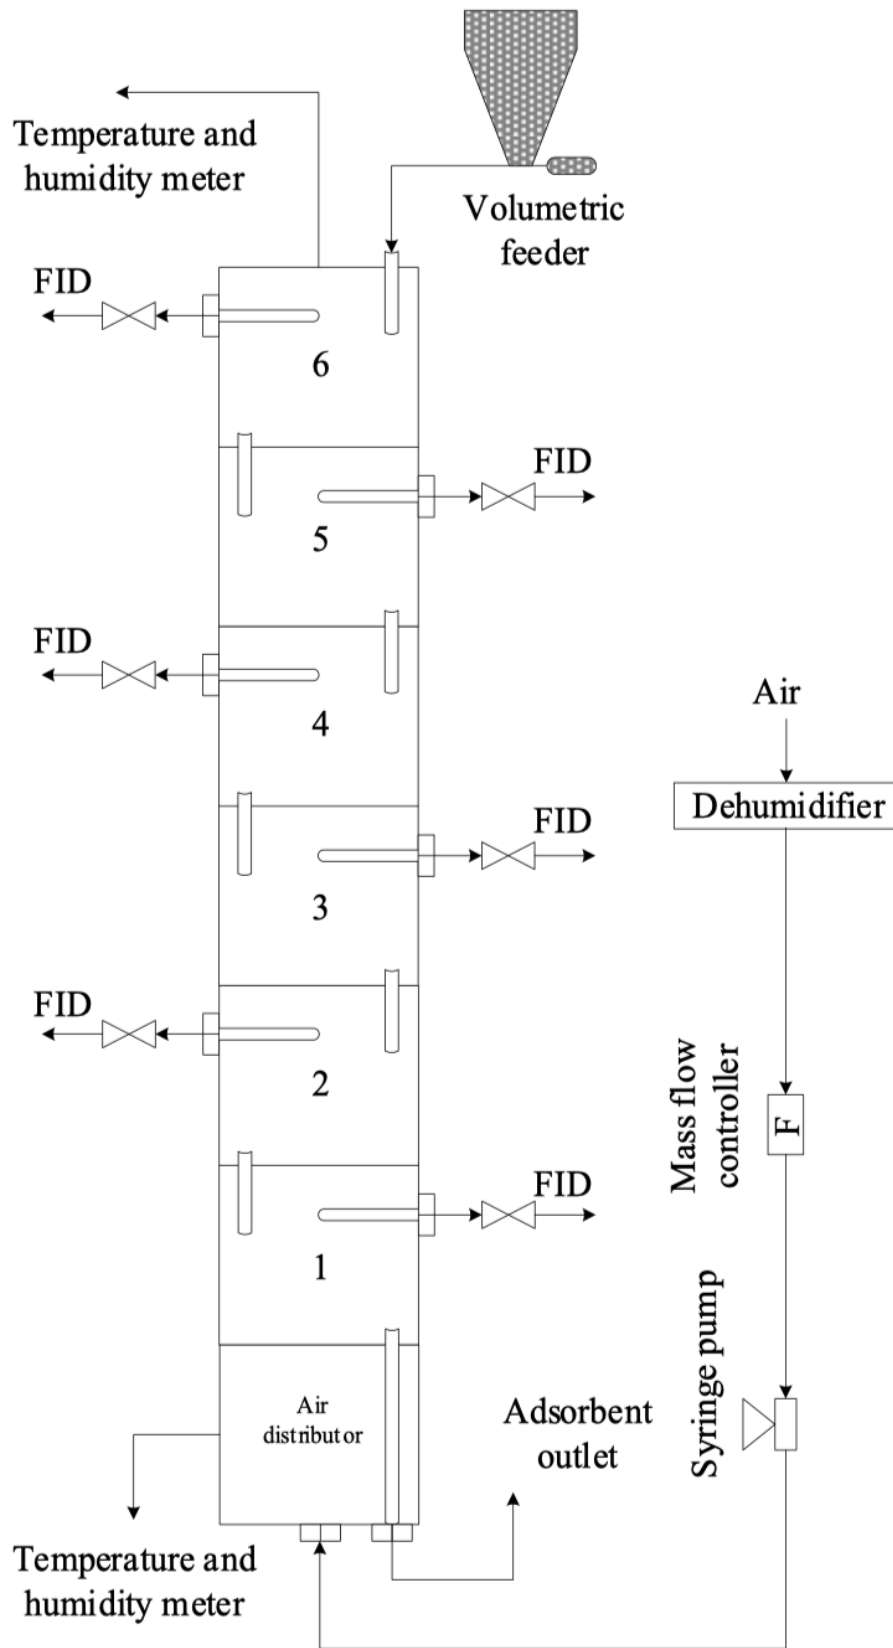 Temperature and
humidity meter
Volumetric
feeder
FID
6
FID
5
FID
4
Air
Dehumidifier
FID
3
FID
2
Mass flow
controller
F
FID
1
Syringe pump
Air
distributor
Adsorbent
outlet
Temperature and
humidity meter